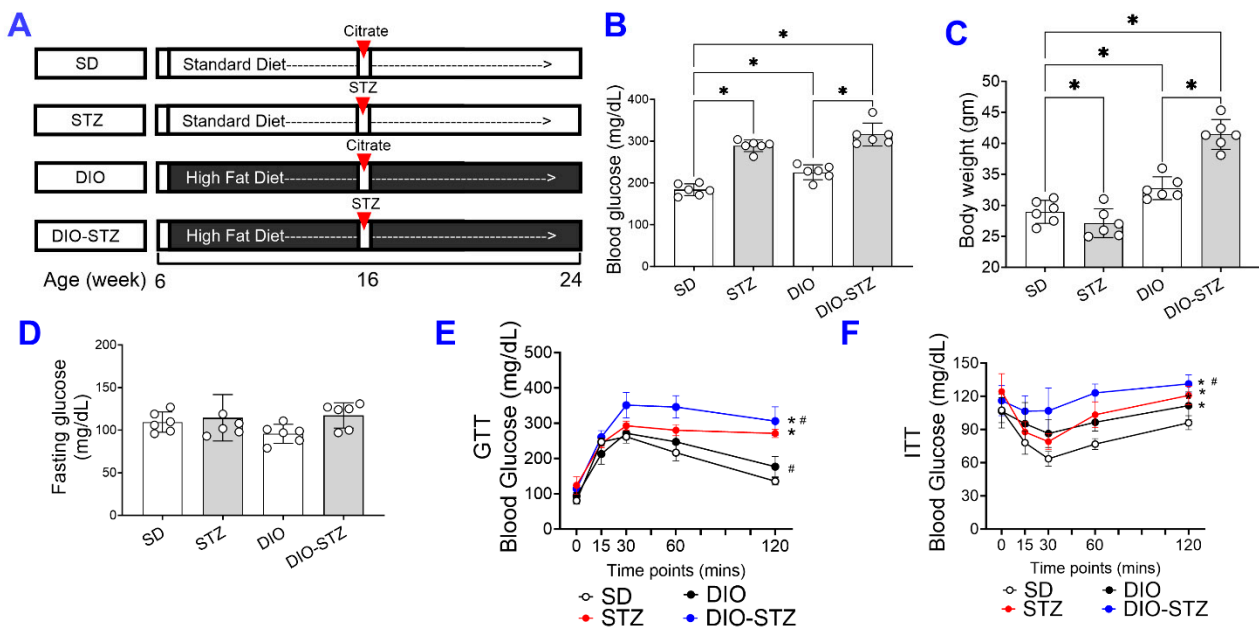 A
Citrate
SD
Standard Diet------------------------------------------------>
STZ
STZ
Standard Diet------------------------------------------------>
Citrate
DIO
High Fat Diet------------------------------------------------>
STZ
DIO-STZ
High Fat Diet------------------------------------------------>
Age (week) 6 16 24
B
Blood glucose (mg/dL)
400
300
200
100
0
* * * *
SD STZ DIO DIO-STZ
C
Body weight (gm)
50
45
40
35
30
25
20
* * * *
SD STZ DIO DIO-STZ
D
Fasting glucose
(mg/dL)
200
150
100
50
0
SD STZ DIO DIO-STZ
E
GTT
Blood Glucose (mg/dL)
500
400
300
200
100
0
* #
*
#
0 15 30 60 120
Time points (mins)
SD DIO
STZ DIO-STZ
F
ITT
Blood Glucose (mg/dL)
150
120
90
60
30
0
* #
*
*
0 15 30 60 120
Time points (mins)
SD DIO
STZ DIO-STZ